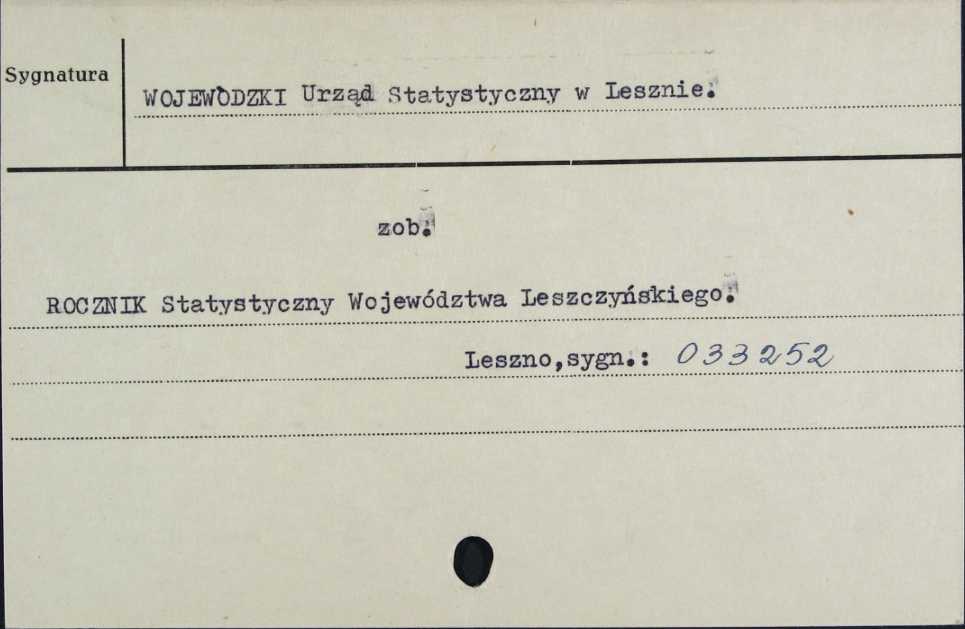 Sygnatura
WOJEWÓDZKI Urząd Statystyczny w Lesznie.
zob.
ROCZNIK Statystyczny Województwa Leszczyńskiego.
Leszno,sygn.: 033252